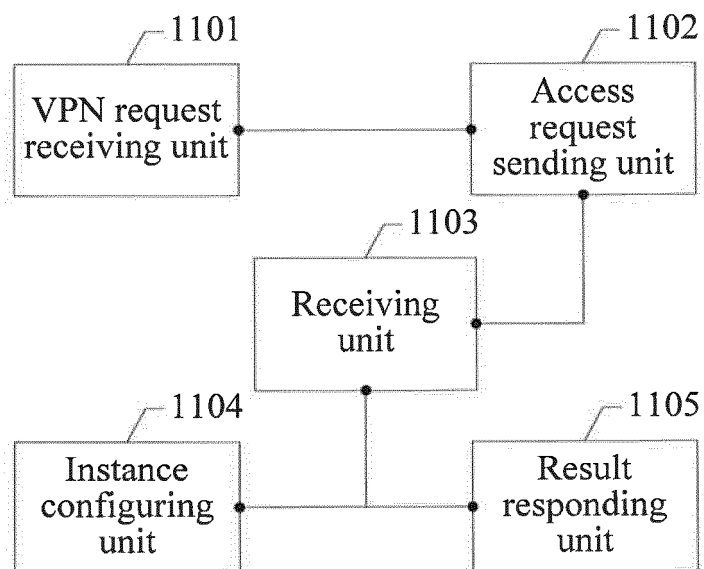 1101
VPN request
receiving unit
1102
Access
request
sending unit
1103
Receiving
unit
1104
Instance
configuring
unit
1105
Result
responding
unit